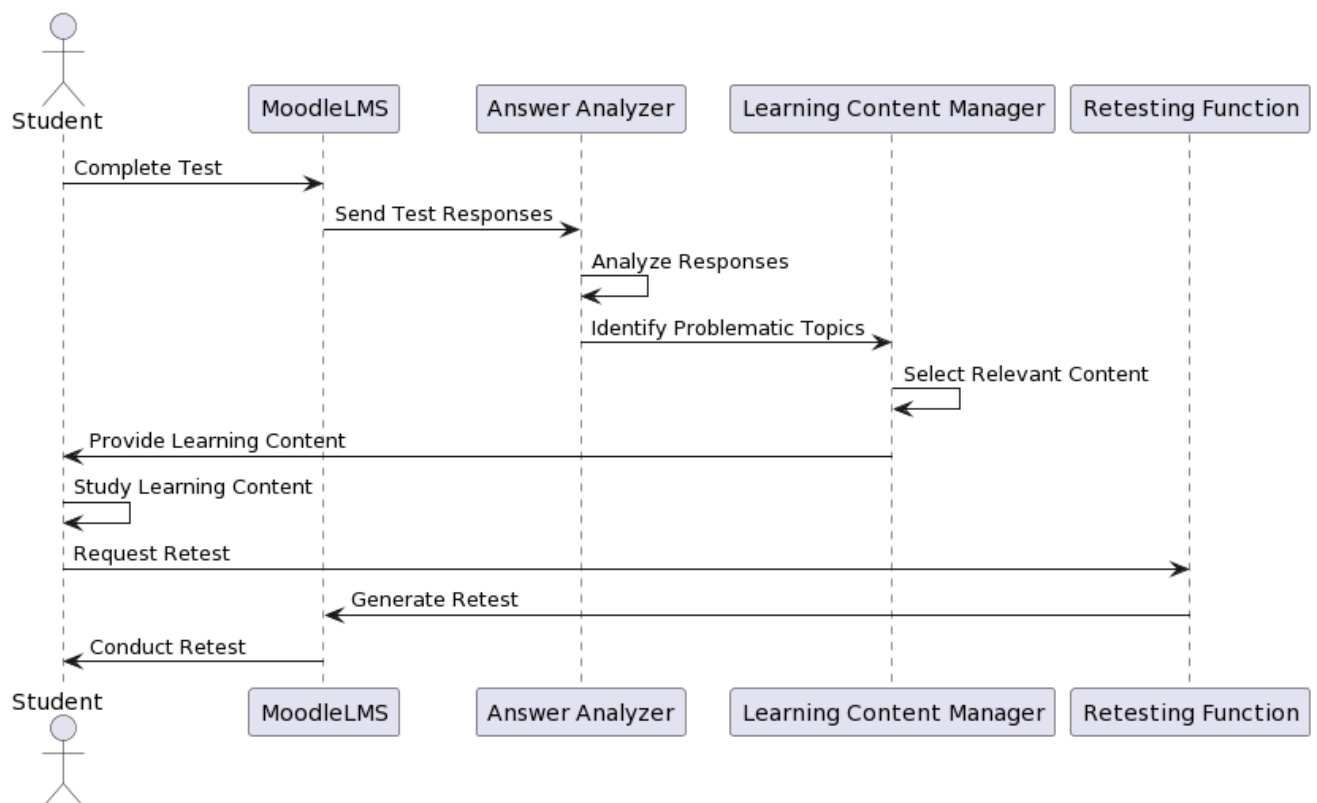 Student
MoodleLMS
Answer Analyzer
Learning Content Manager
Retesting Function
Complete Test
Send Test Responses
Analyze Responses
Identify Problematic Topics
Select Relevant Content
Provide Learning Content
Study Learning Content
Request Retest
Generate Retest
Conduct Retest
Student
MoodleLMS
Answer Analyzer
Learning Content Manager
Retesting Function